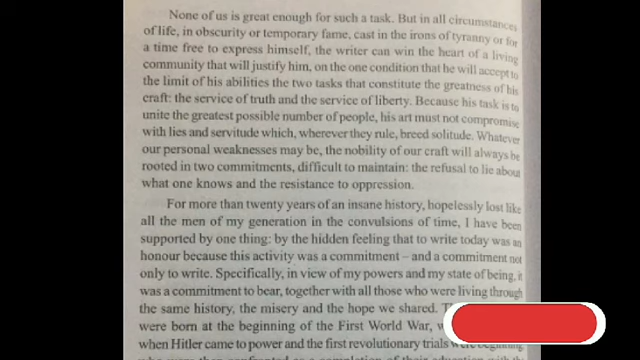 None of us is great enough for such a task. But in all circumstances
of life, in obscurity or temporary fame, cast in the irons of tyranny or for
a time free to express himself, the writer can win the heart of a living
community that will justify him, on the one condition that he will accept to
the limit of his abilities the two tasks that constitute the greatness of his
craft: the service of truth and the service of liberty. Because his task is to
unite the greatest possible number of people, his art must not compromise
with lies and servitude which, wherever they rule, breed solitude. Whatever
our personal weaknesses may be, the nobility of our craft will always be
rooted in two commitments, difficult to maintain: the refusal to lie about
what one knows and the resistance to oppression.
For more than twenty years of an insane history, hopelessly lost like
all the men of my generation in the convulsions of time, I have been
supported by one thing: by the hidden feeling that to write today was an
honour because this activity was a commitment – and a commitment not
only to write. Specifically, in view of my powers and my state of being, it
was a commitment to bear, together with all those who were living through
the same history, the misery and the hope we shared.
were born at the beginning of the First World War,
when Hitler came to power and the first revolutionary trials were beginning